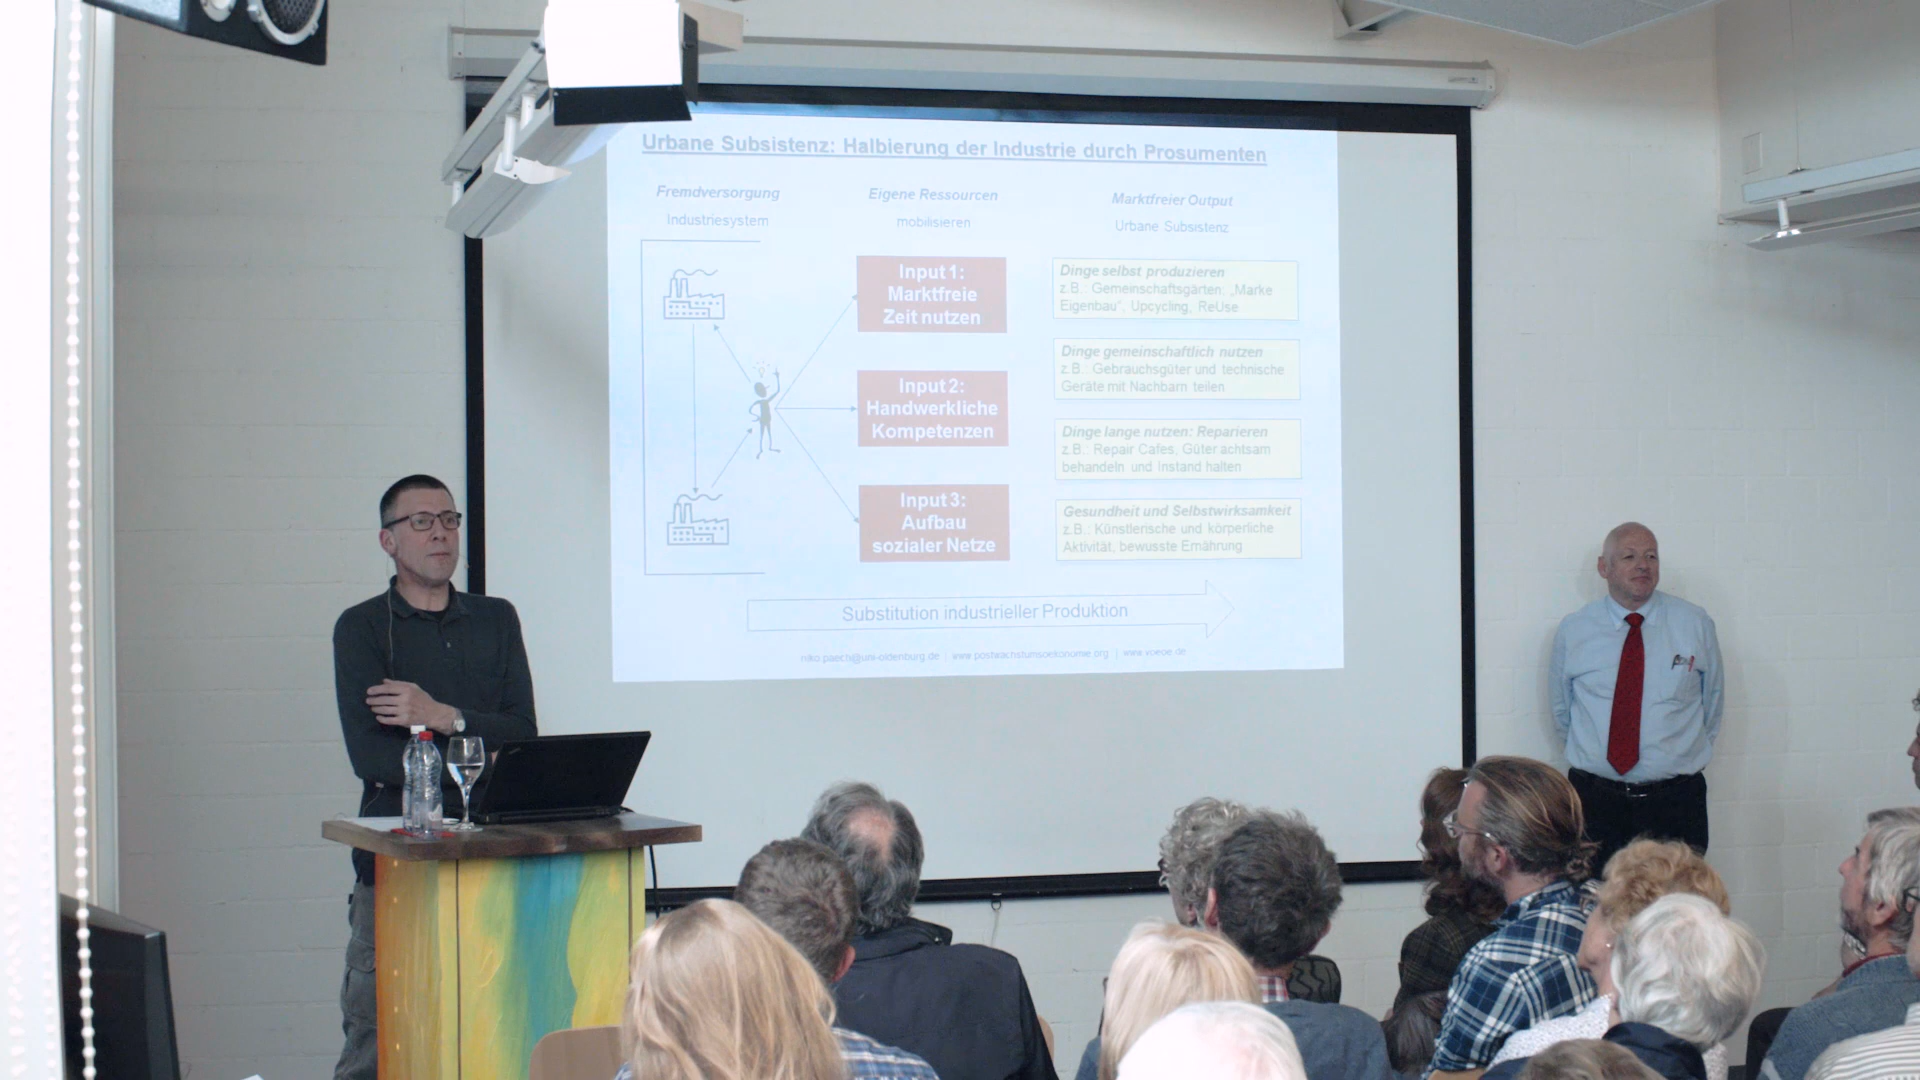 Urbane Subsistenz: Halbierung der Industrie durch Prosumenten
Fremdversorgung
Industriesystem
Eigene Ressourcen
mobilisieren
Marktfreier Output
Urbane Subsistenz
Input 1:
Marktfreie
Zeit nutzen
Input 2:
Handwerkliche
Kompetenzen
Input 3:
Aufbau
sozialer Netze
Dinge selbst produzieren
z.B.: Gemeinschaftsgärten; „Marke
Eigenbau“, Upcycling, ReUse
Dinge gemeinschaftlich nutzen
z.B.: Gebrauchsgüter und technische
Geräte mit Nachbarn teilen
Dinge lange nutzen: Reparieren
z.B.: Repair Cafes, Güter achtsam
behandeln und Instand halten
Gesundheit und Selbstwirksamkeit
z.B.: Künstlerische und körperliche
Aktivität, bewusste Ernährung
Substitution industrieller Produktion
niko.paech@uni-oldenburg.de | www.postwachstumsoekonomie.org | www.voeoe.de